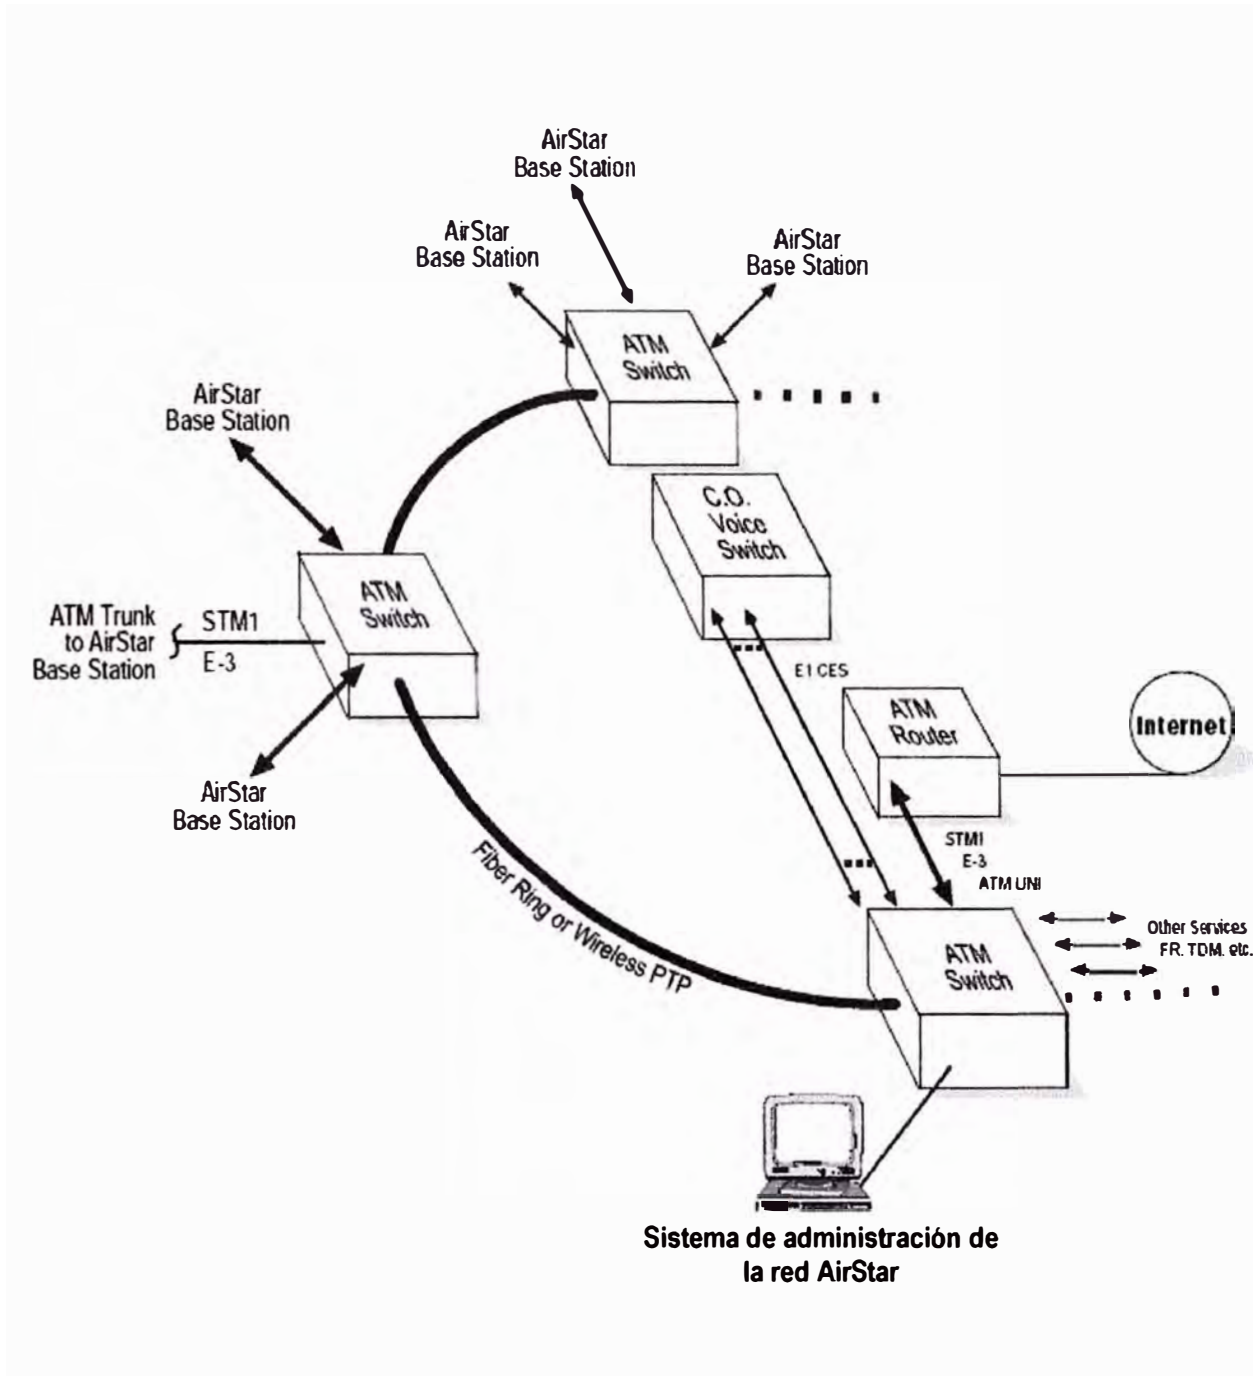 AirStar
Base Station
AirStar
Base Station
AirStar
Base Station
ATM
Switch
AirStar
Base Station
C.O.
Voice
Switch
ATM
Switch
ATM Trunk
to AirStar
Base Station
STM1
E-3
E1 CES
ATM
Router
Internet
AirStar
Base Station
STM1
E-3
ATM UNI
Fiber Ring or Wireless PTP
ATM
Switch
Other Services
FR. TDM. etc.
Sistema de administración de
la red AirStar